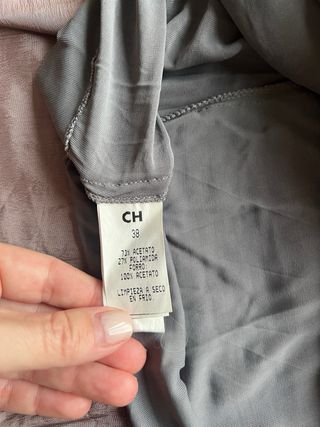 CH
38
73% ACETATO
27% POLIAMIDA
FORRO:
100% ACETATO
LIMPIEZA A SECO
EN FRIO